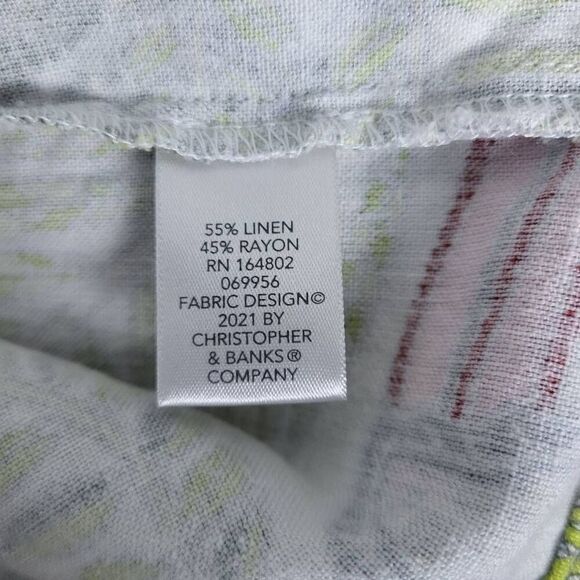 55% LINEN
45% RAYON
RN 164802
069956
FABRIC DESIGN©
2021 BY
CHRISTOPHER
& BANKS®
COMPANY